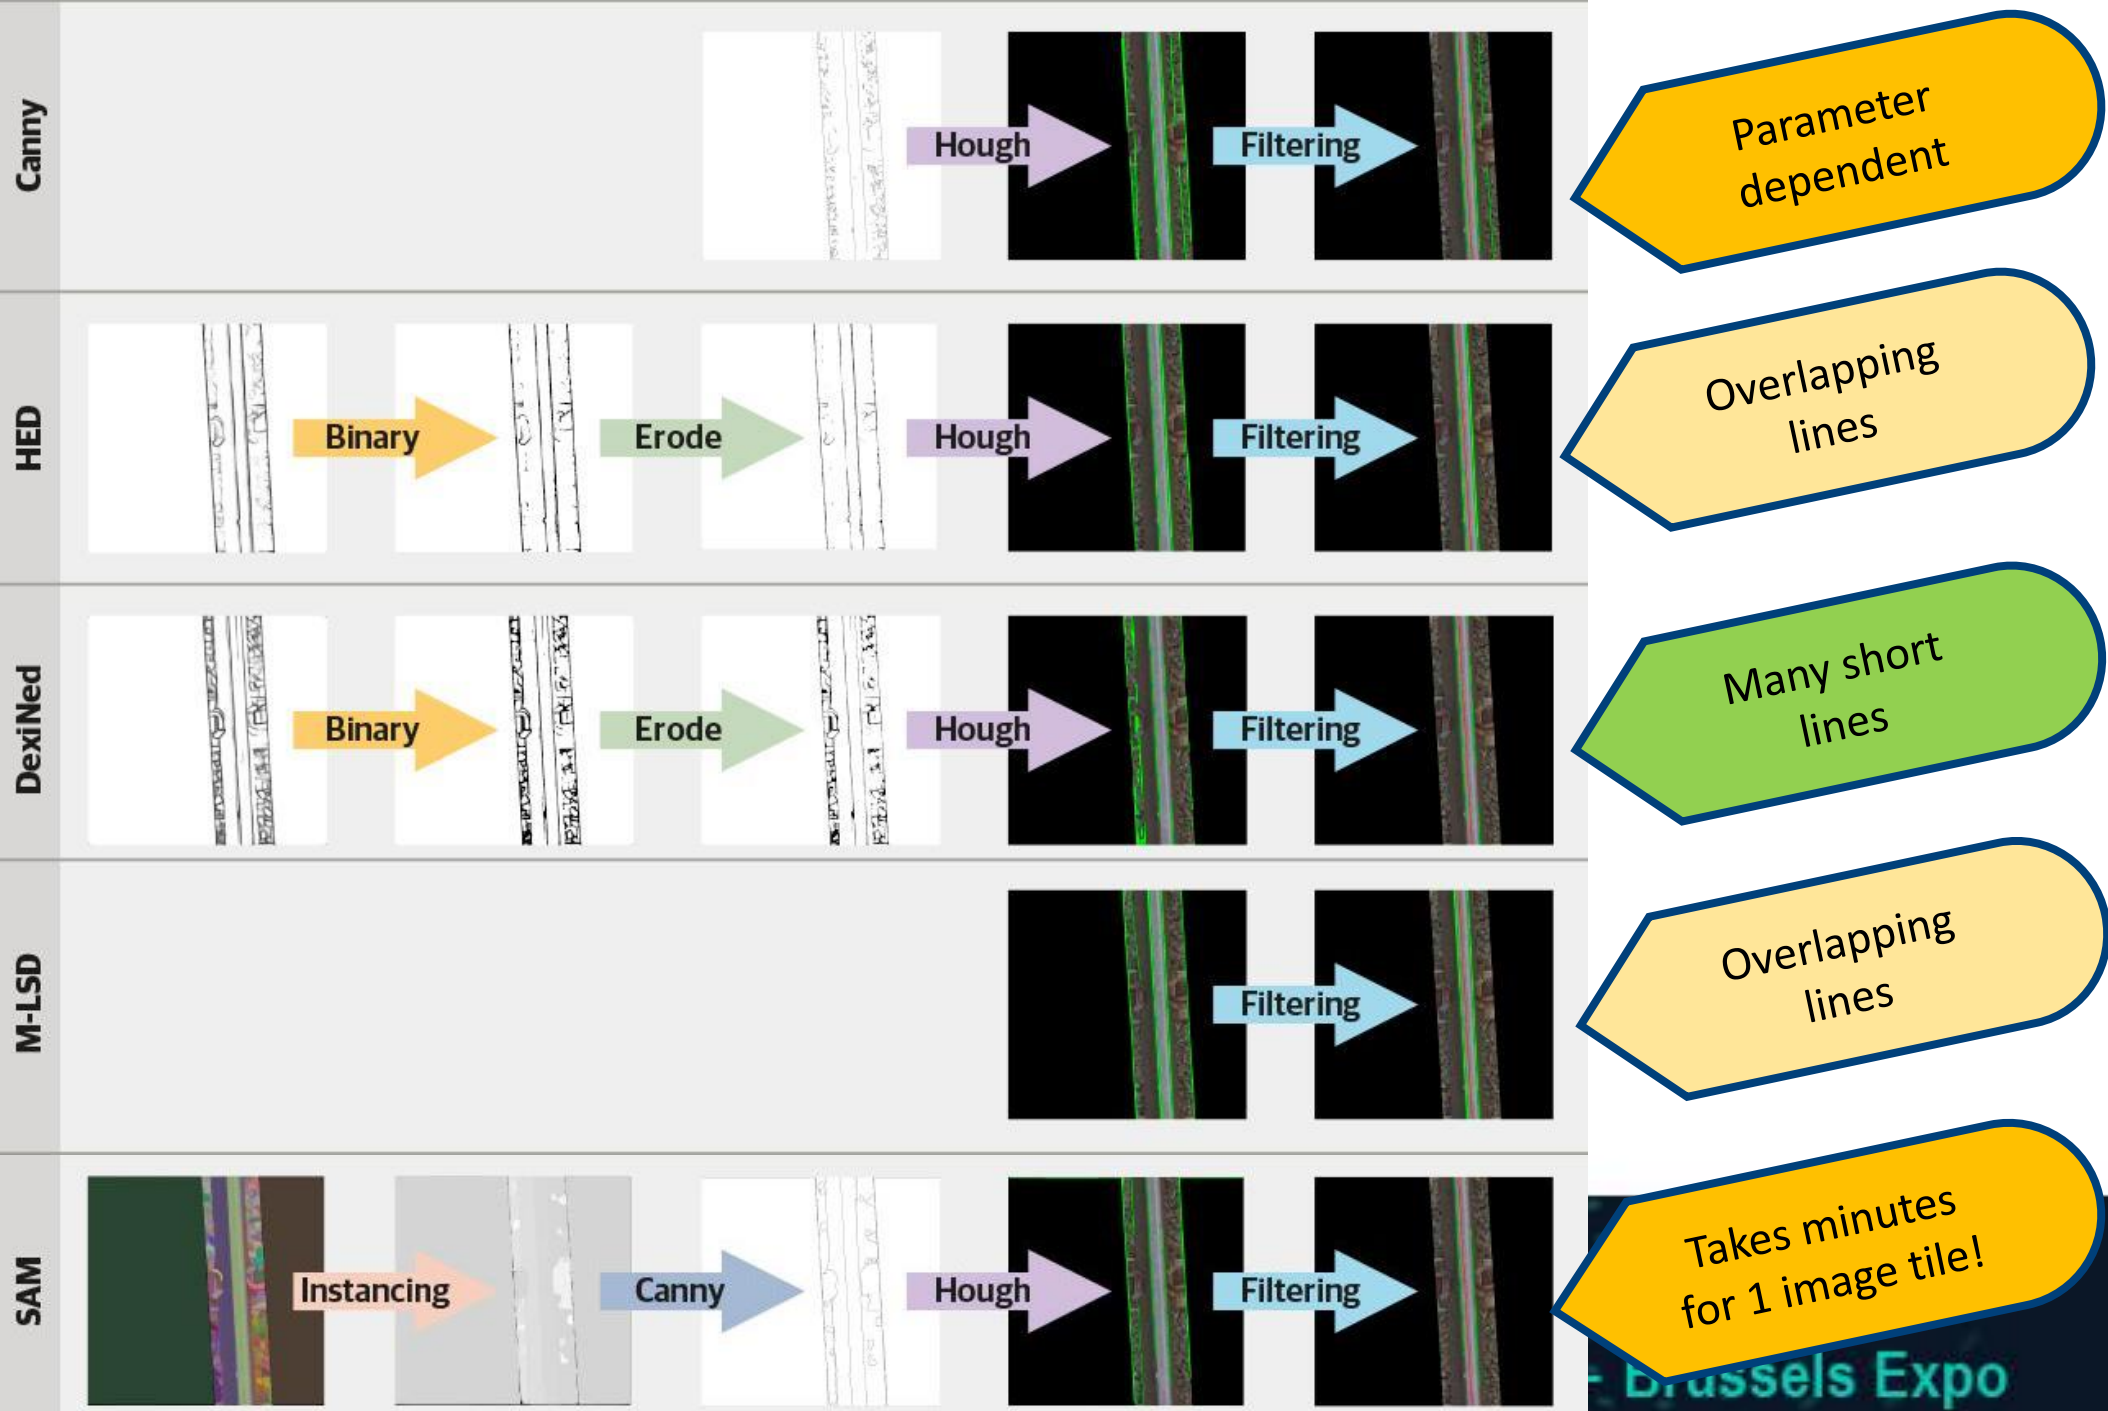 Canny
Hough
Filtering
Parameter
dependent
HED
Binary
Erode
Hough
Filtering
Overlapping
lines
DexiNed
Binary
Erode
Hough
Filtering
Many short
lines
M-LSD
Filtering
Overlapping
lines
SAM
Instancing
Canny
Hough
Filtering
Takes minutes
for 1 image tile!
- Brussels Expo